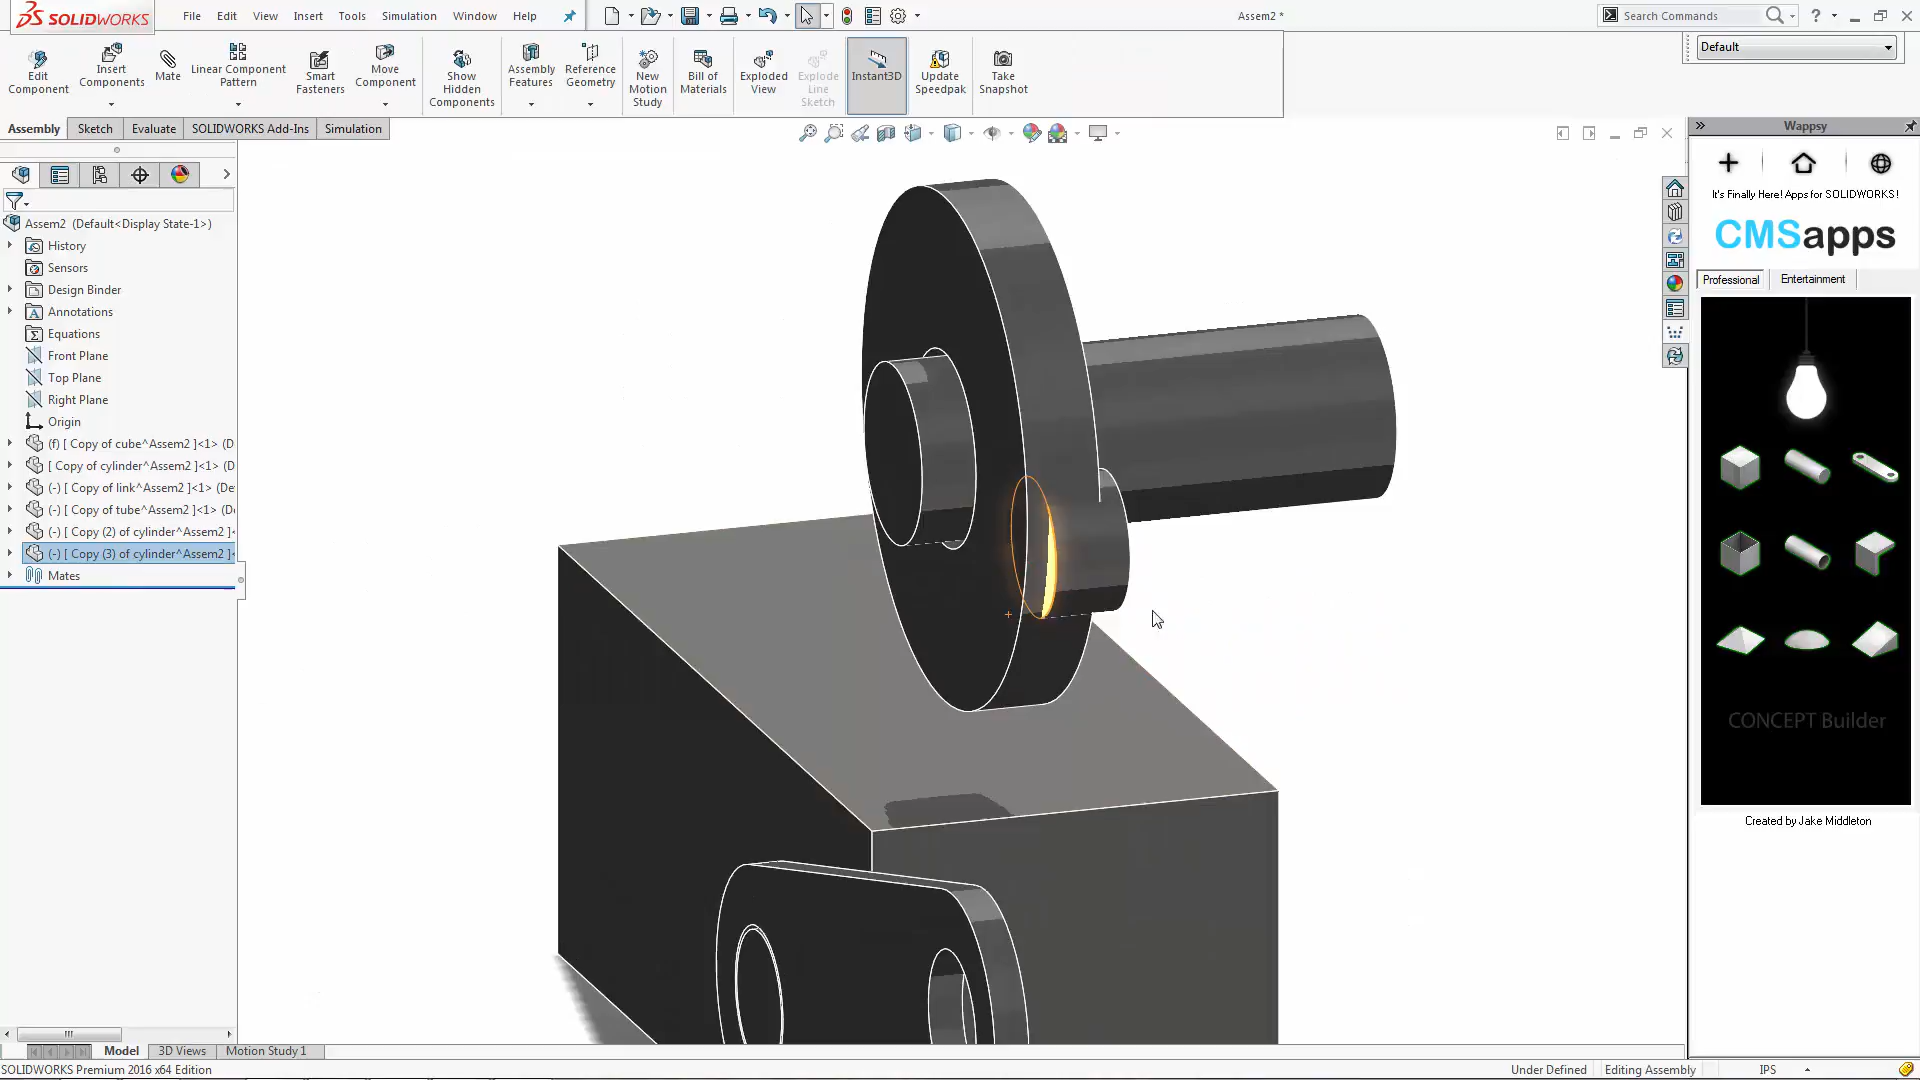 SOLIDWORKS File Edit View Insert Tools Simulation Window Help Assem2 * Search Commands
Default
Edit Component
Insert Components
Mate
Linear Component Pattern
Smart Fasteners
Move Component
Show Hidden Components
Assembly Features
Reference Geometry
New Motion Study
Bill of Materials
Exploded View
Explode Line Sketch
Instant3D
Update Speedpak
Take Snapshot
Assembly Sketch Evaluate SOLIDWORKS Add-Ins Simulation
Assem2 (Default<Display State-1>)
History
Sensors
Design Binder
Annotations
Equations
Front Plane
Top Plane
Right Plane
Origin
(f) [ Copy of cube^Assem2 ]<1> (D
[ Copy of cylinder^Assem2 ]<1> (D
(-) [ Copy of link^Assem2 ]<1> (De
(-) [ Copy of tube^Assem2 ]<1> (D
(-) [ Copy (2) of cylinder^Assem2 ]<
(-) [ Copy (3) of cylinder^Assem2 ]<
Mates
Wappsy
It's Finally Here! Apps for SOLIDWORKS!
CMSapps
Professional Entertainment
CONCEPT Builder
Created by Jake Middleton
Model 3D Views Motion Study 1
SOLIDWORKS Premium 2016 x64 Edition Under Defined Editing Assembly IPS